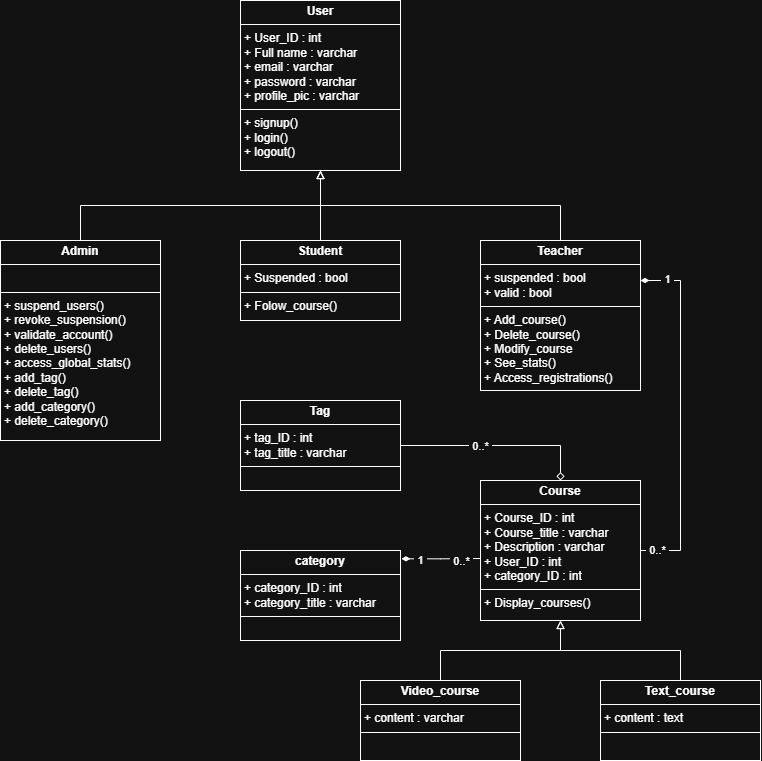 User
+ User_ID : int
+ Full name : varchar
+ email : varchar
+ password : varchar
+ profile_pic : varchar
+ signup()
+ login()
+ logout()
Admin
+ suspend_users()
+ revoke_suspension()
+ validate_account()
+ delete_users()
+ access_global_stats()
+ add_tag()
+ delete_tag()
+ add_category()
+ delete_category()
Student
+ Suspended : bool
+ Folow_course()
Teacher
+ suspended : bool
+ valid : bool
+ Add_course()
+ Delete_course()
+ Modify_course
+ See_stats()
+ Access_registrations()
1
Tag
+ tag_ID : int
+ tag_title : varchar
0..*
Course
+ Course_ID : int
+ Course_title : varchar
+ Description : varchar
+ User_ID : int
+ category_ID : int
+ Display_courses()
0..*
category
+ category_ID : int
+ category_title : varchar
1
0..*
Video_course
+ content : varchar
Text_course
+ content : text